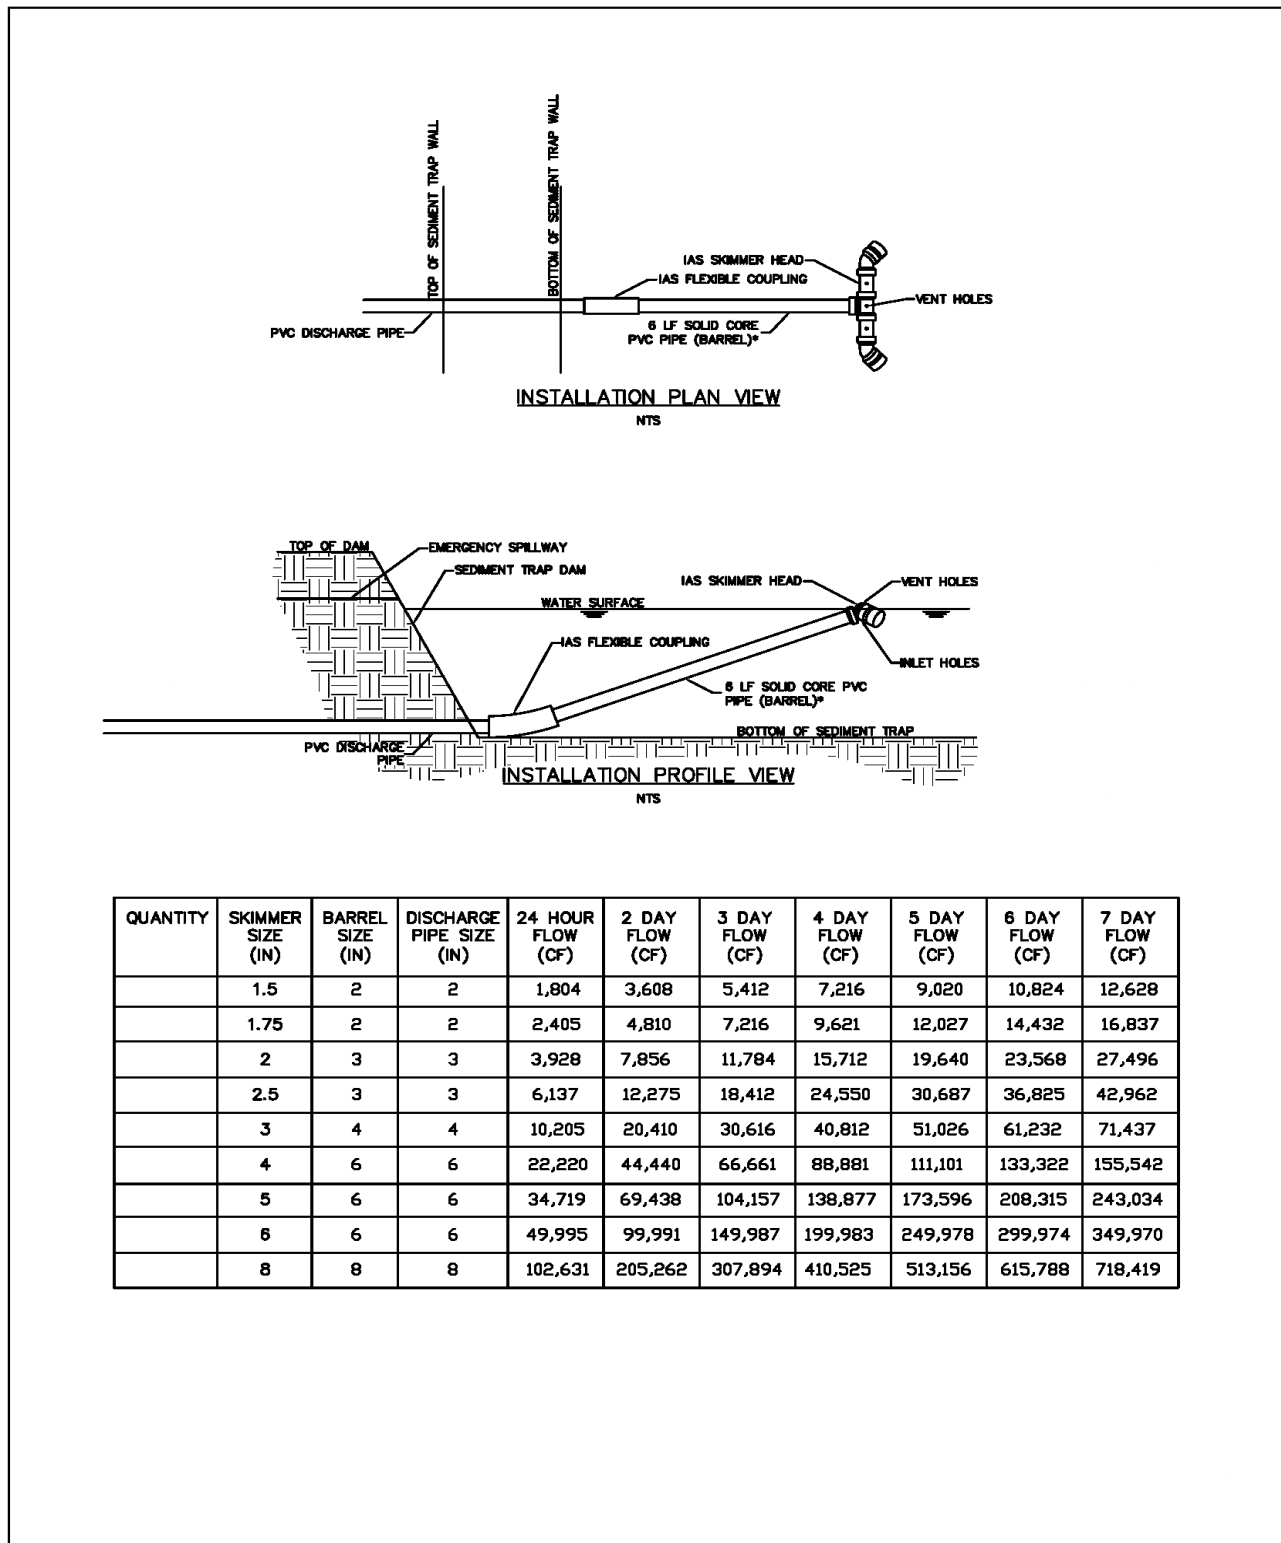 TOP OF SEDIMENT TRAP WALL
BOTTOM OF SEDIMENT TRAP WALL
IAS SKIMMER HEAD
IAS FLEXIBLE COUPLING
VENT HOLES
PVC DISCHARGE PIPE
6 LF SOLID CORE
PVC PIPE (BARREL)*
INSTALLATION PLAN VIEW
NTS
TOP OF DAM
EMERGENCY SPILLWAY
SEDIMENT TRAP DAM
IAS SKIMMER HEAD
VENT HOLES
WATER SURFACE
IAS FLEXIBLE COUPLING
INLET HOLES
6 LF SOLID CORE PVC
PIPE (BARREL)*
BOTTOM OF SEDIMENT TRAP
PVC DISCHARGE
PIPE
INSTALLATION PROFILE VIEW
NTS
QUANTITY SKIMMER SIZE (IN) BARREL SIZE (IN) DISCHARGE PIPE SIZE (IN) 24 HOUR FLOW (CF) 2 DAY FLOW (CF) 3 DAY FLOW (CF) 4 DAY FLOW (CF) 5 DAY FLOW (CF) 6 DAY FLOW (CF) 7 DAY FLOW (CF)
1.5 2 2 1,804 3,608 5,412 7,216 9,020 10,824 12,628
1.75 2 2 2,405 4,810 7,216 9,621 12,027 14,432 16,837
2 3 3 3,928 7,856 11,784 15,712 19,640 23,568 27,496
2.5 3 3 6,137 12,275 18,412 24,550 30,687 36,825 42,962
3 4 4 10,205 20,410 30,616 40,812 51,026 61,232 71,437
4 6 6 22,220 44,440 66,661 88,881 111,101 133,322 155,542
5 6 6 34,719 69,438 104,157 138,877 173,596 208,315 243,034
6 6 6 49,995 99,991 149,987 199,983 249,978 299,974 349,970
8 8 8 102,631 205,262 307,894 410,525 513,156 615,788 718,419